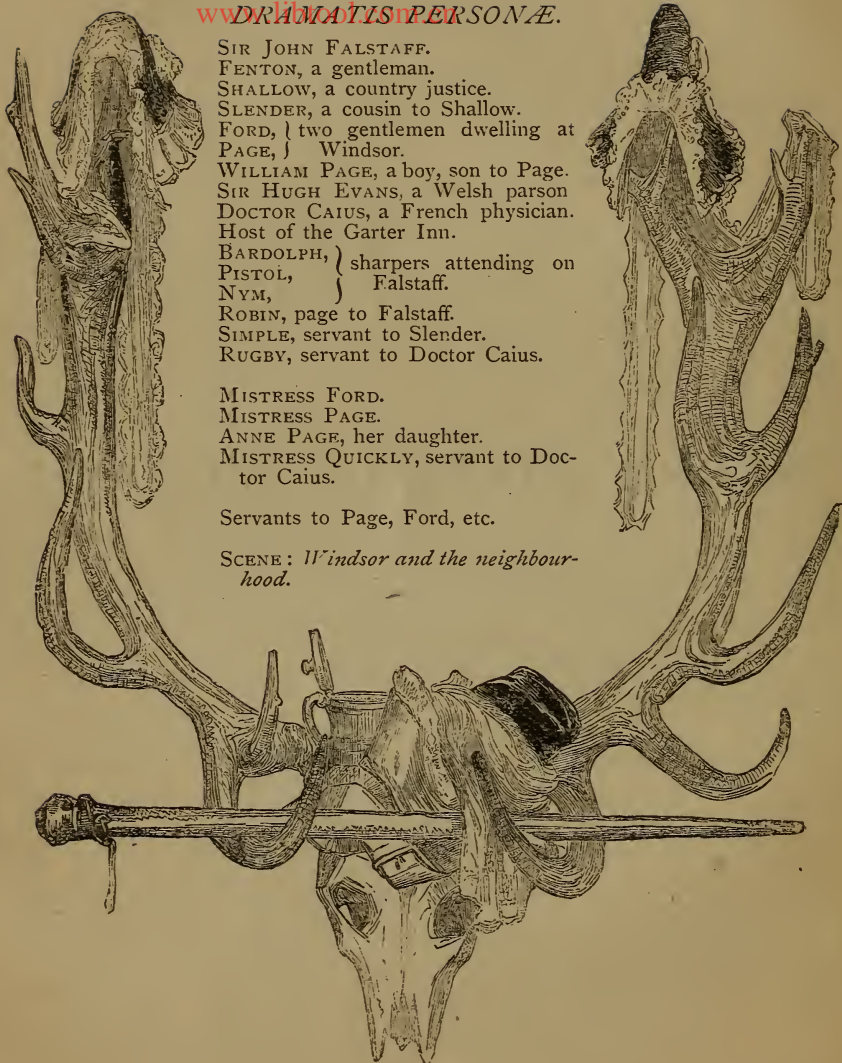 www.libtool.com.cn
DRAMATIS PERSONÆ.
SIR JOHN FALSTAFF.
FENTON, a gentleman.
SHALLOW, a country justice.
SLENDER, a cousin to Shallow.
FORD, } two gentlemen dwelling at
PAGE, } Windsor.
WILLIAM PAGE, a boy, son to Page.
SIR HUGH EVANS, a Welsh parson
DOCTOR CAIUS, a French physician.
Host of the Garter Inn.
BARDOLPH, }
PISTOL, } sharpers attending on
NYM, } Falstaff.
ROBIN, page to Falstaff.
SIMPLE, servant to Slender.
RUGBY, servant to Doctor Caius.
MISTRESS FORD.
MISTRESS PAGE.
ANNE PAGE, her daughter.
MISTRESS QUICKLY, servant to Doc-
tor Caius.
Servants to Page, Ford, etc.
SCENE: Windsor and the neighbour-
hood.